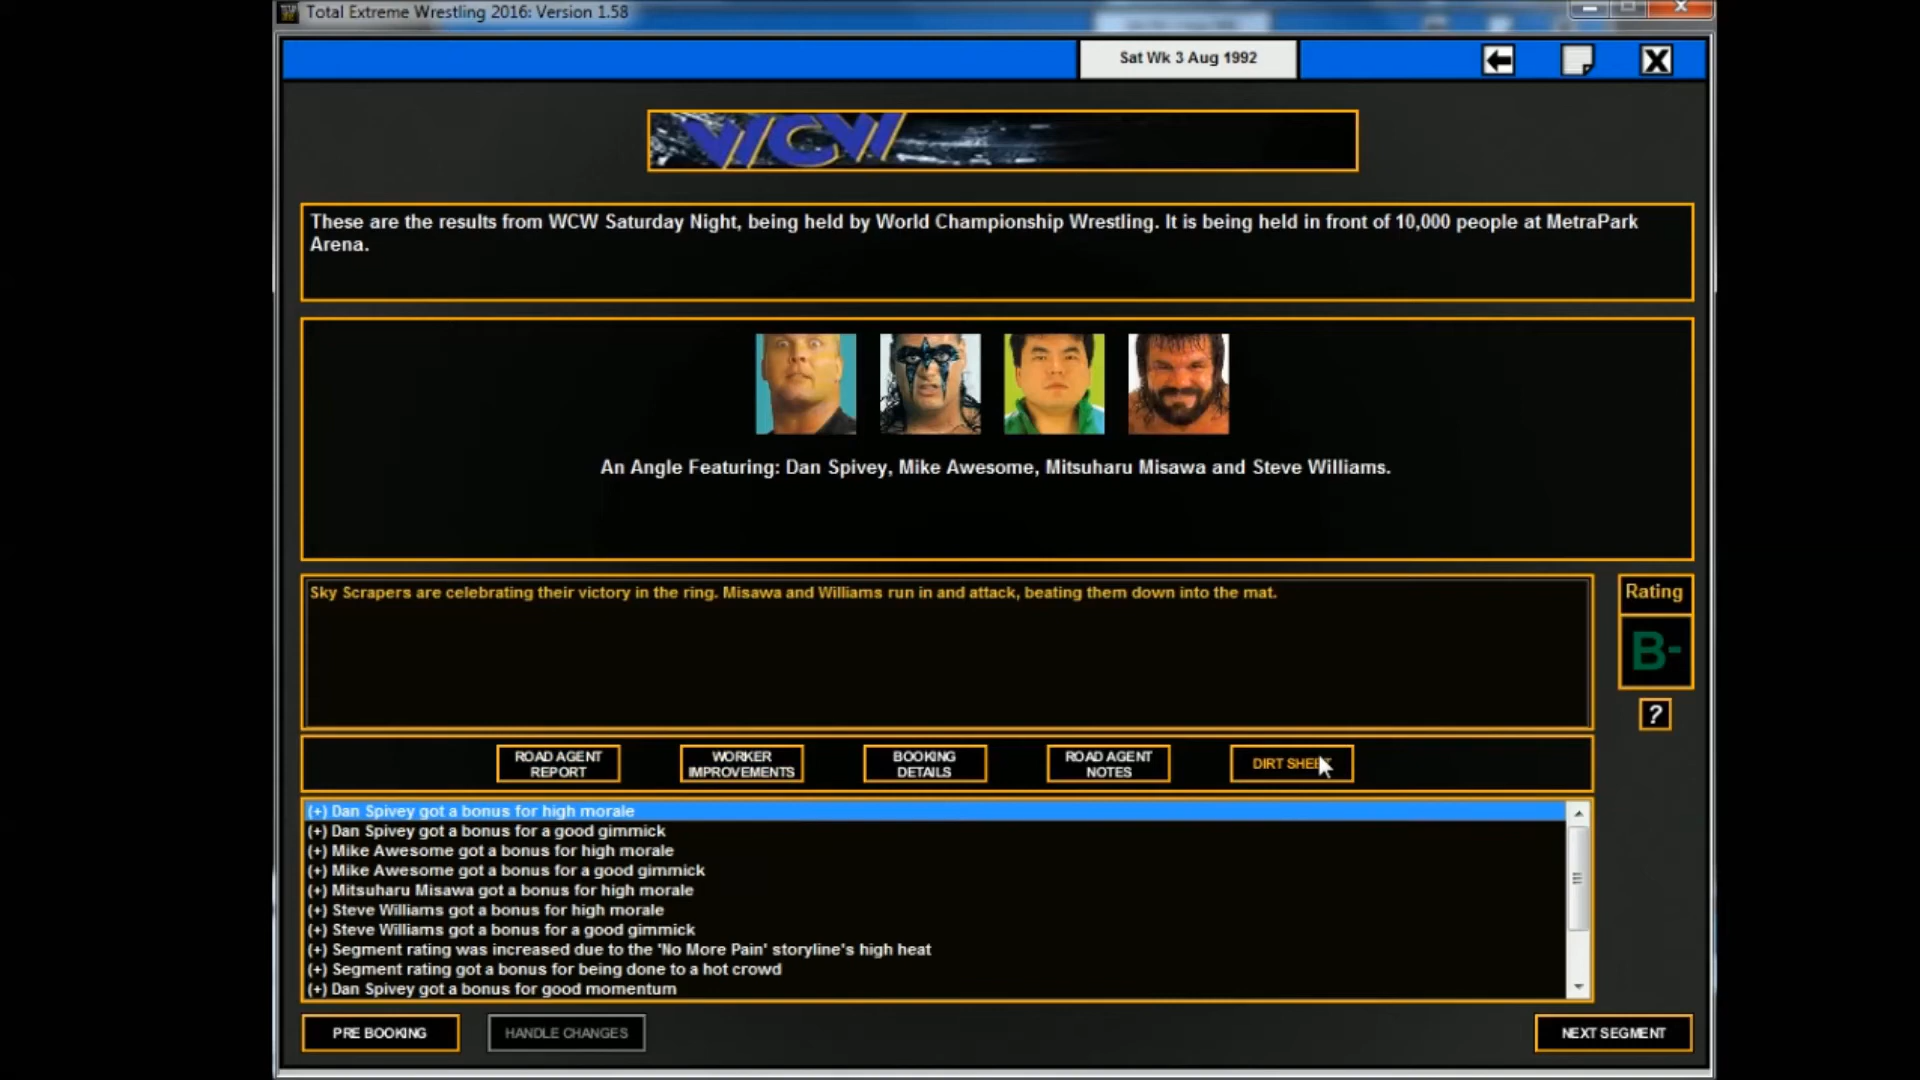 Total Extreme Wrestling 2016: Version 1.58
Sat Wk 3 Aug 1992
X
WCW
These are the results from WCW Saturday Night, being held by World Championship Wrestling. It is being held in front of 10,000 people at MetraPark
Arena.
An Angle Featuring: Dan Spivey, Mike Awesome, Mitsuharu Misawa and Steve Williams.
Sky Scrapers are celebrating their victory in the ring. Misawa and Williams run in and attack, beating them down into the mat.
Rating
B-
?
ROAD AGENT
REPORT
WORKER
IMPROVEMENTS
BOOKING
DETAILS
ROAD AGENT
NOTES
DIRT SHEET
(+) Dan Spivey got a bonus for high morale
(+) Dan Spivey got a bonus for a good gimmick
(+) Mike Awesome got a bonus for high morale
(+) Mike Awesome got a bonus for a good gimmick
(+) Mitsuharu Misawa got a bonus for high morale
(+) Steve Williams got a bonus for high morale
(+) Steve Williams got a bonus for a good gimmick
(+) Segment rating was increased due to the 'No More Pain' storyline's high heat
(+) Segment rating got a bonus for being done to a hot crowd
(+) Dan Spivey got a bonus for good momentum
PRE BOOKING
HANDLE CHANGES
NEXT SEGMENT